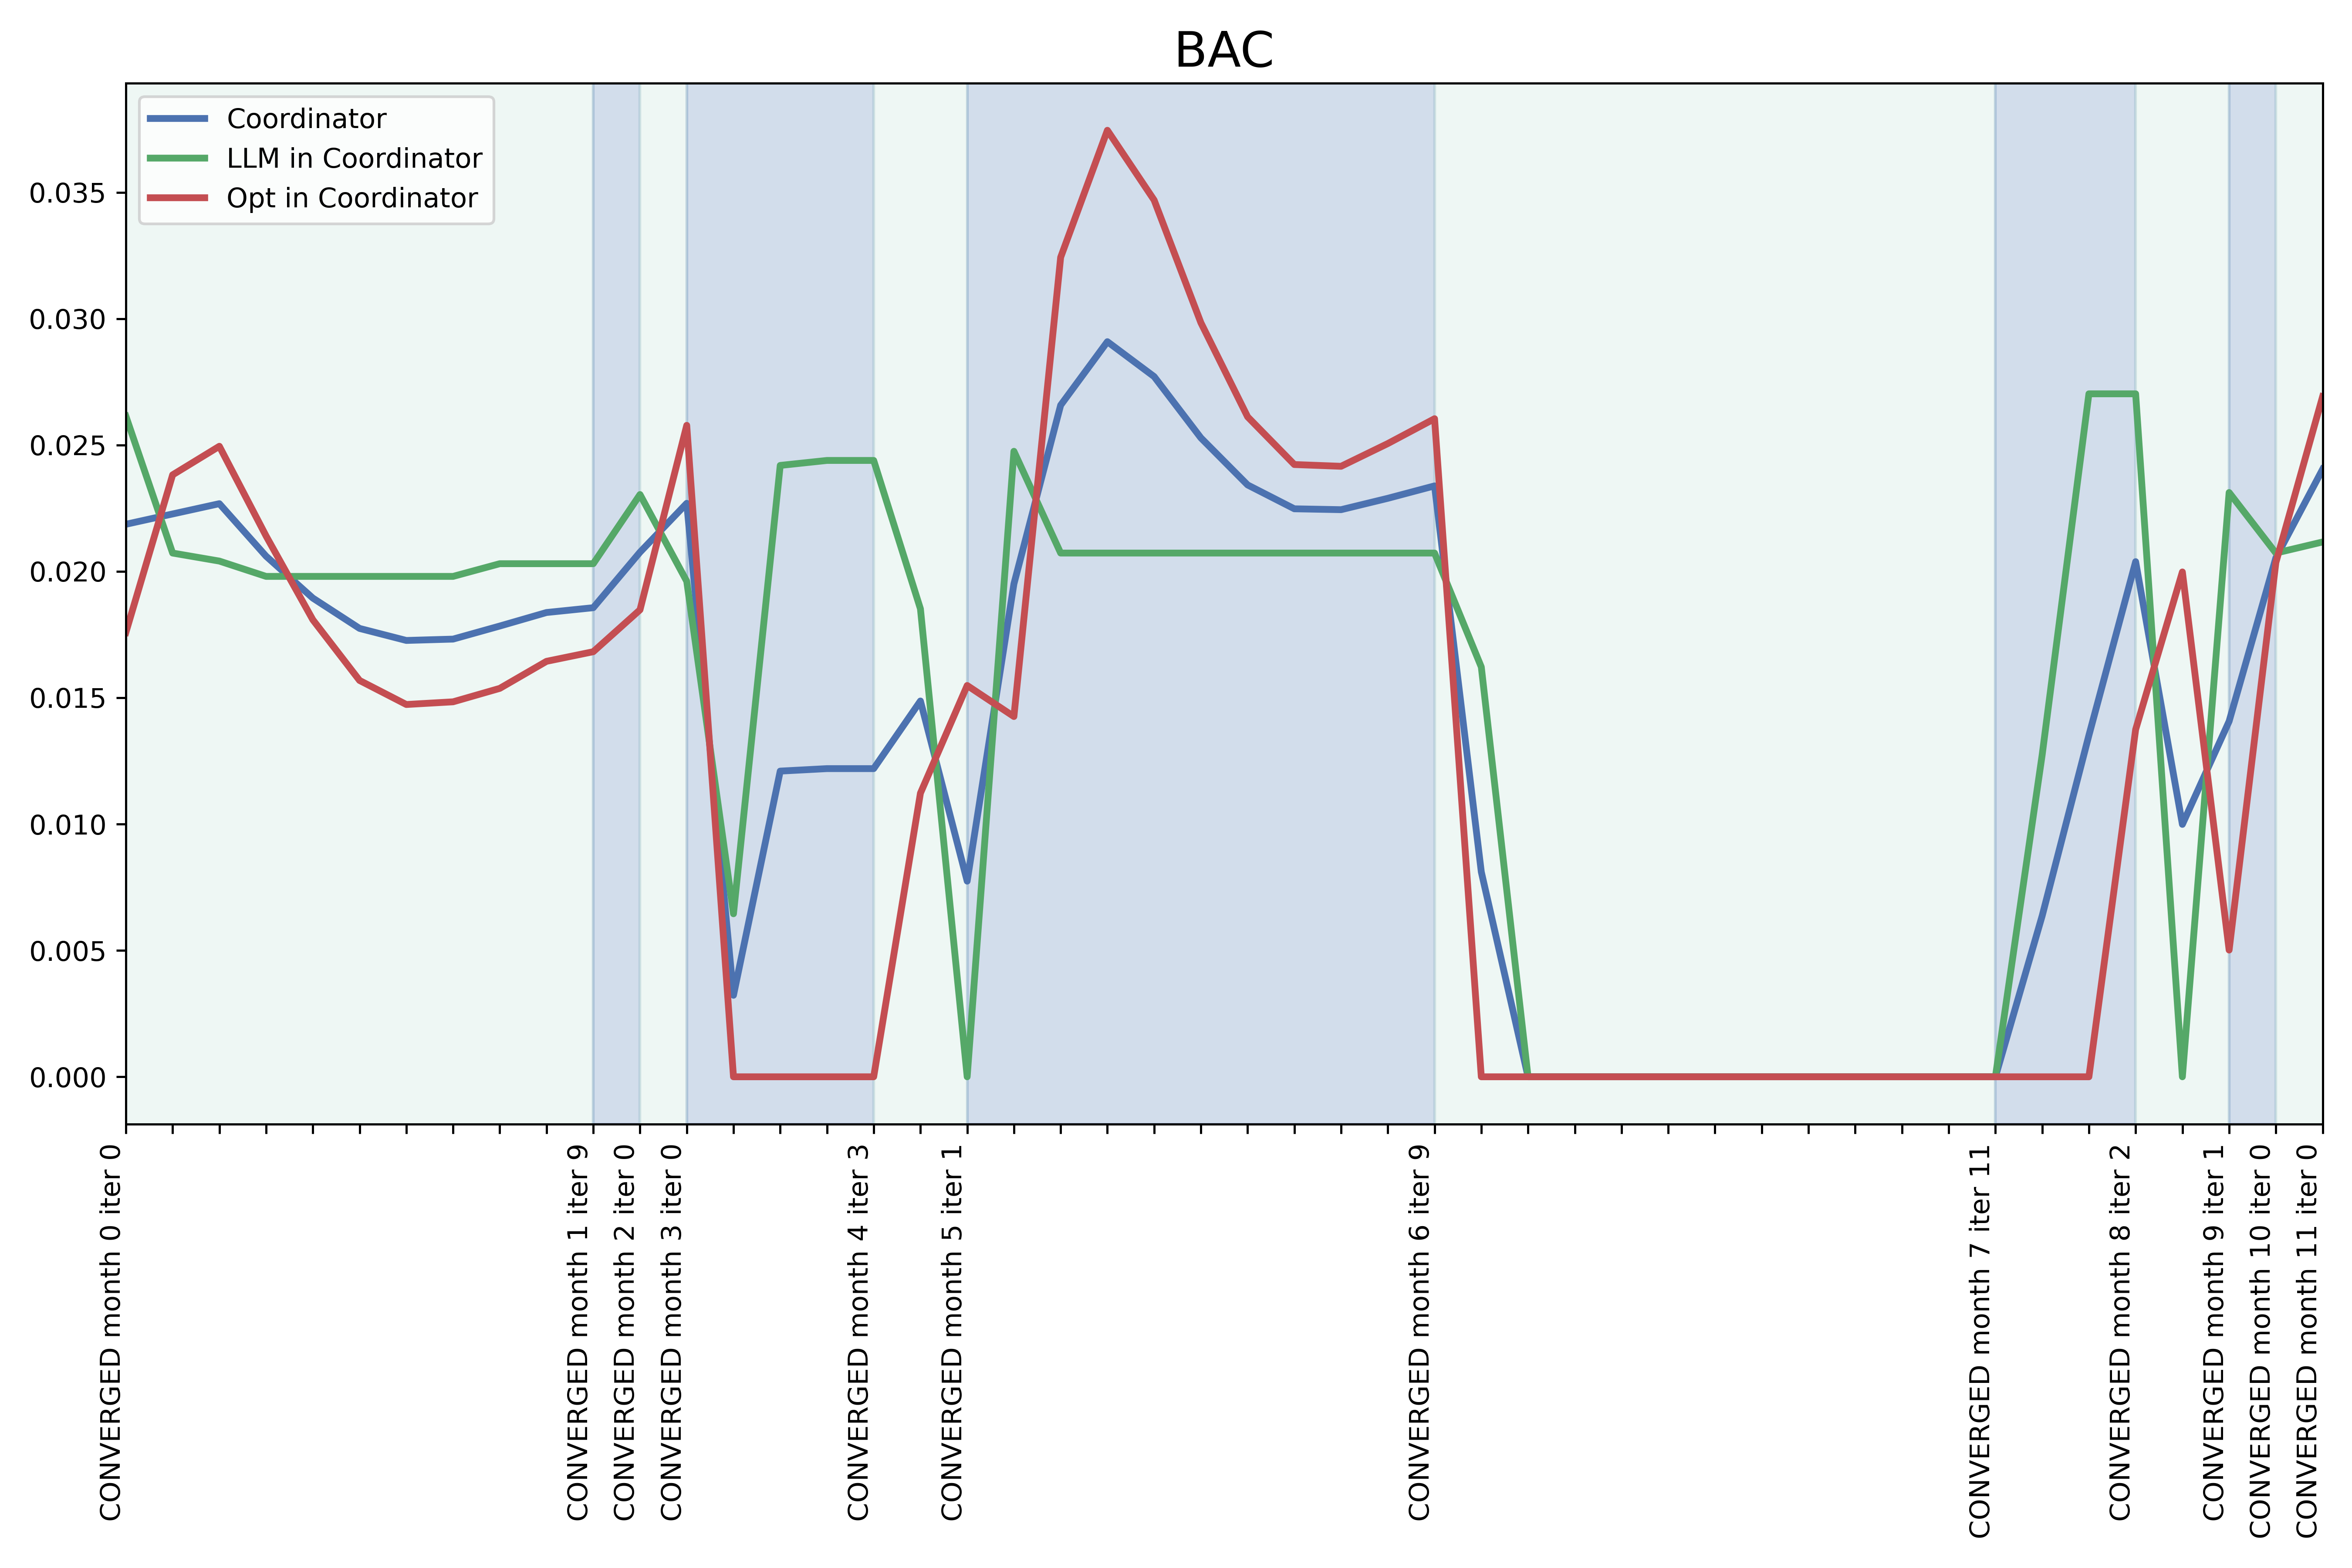 BAC
Coordinator
LLM in Coordinator
Opt in Coordinator
0.035
0.030
0.025
0.020
0.015
0.010
0.005
0.000
CONVERGED month 0 iter 0
CONVERGED month 1 iter 9
CONVERGED month 2 iter 0
CONVERGED month 3 iter 0
CONVERGED month 4 iter 3
CONVERGED month 5 iter 1
CONVERGED month 6 iter 9
CONVERGED month 7 iter 11
CONVERGED month 8 iter 2
CONVERGED month 9 iter 1
CONVERGED month 10 iter 0
CONVERGED month 11 iter 0